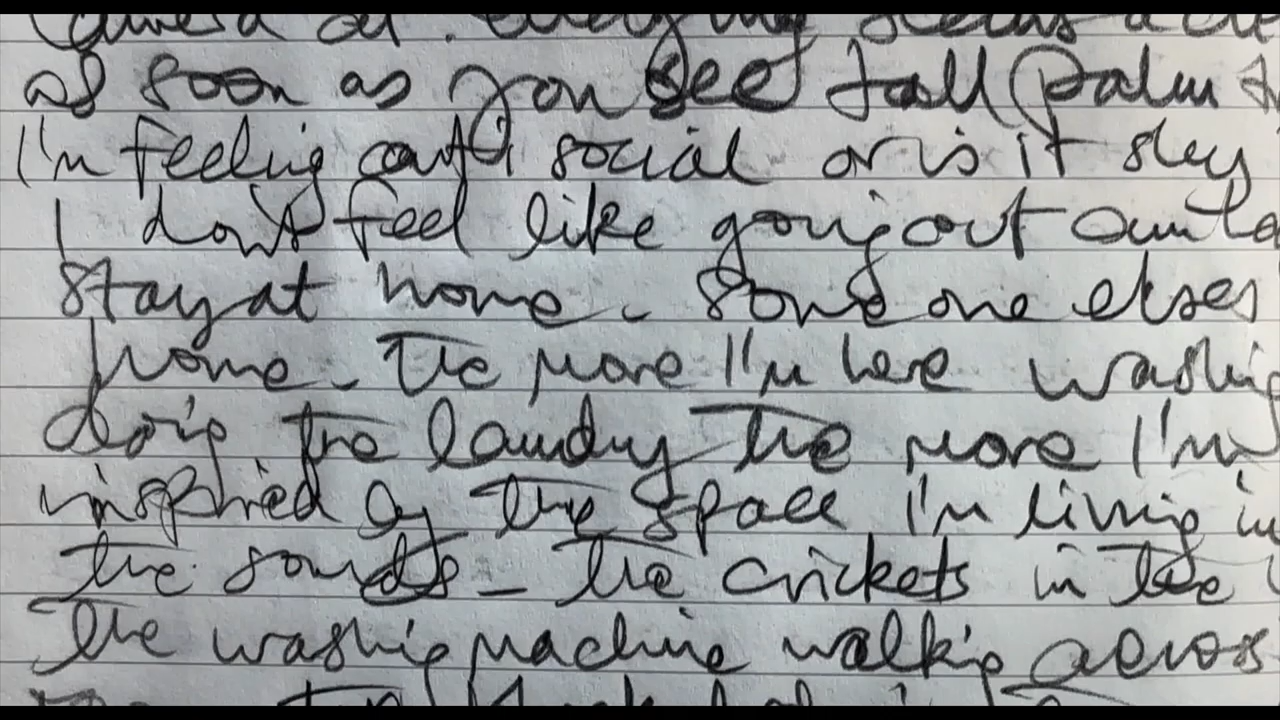 as soon as you see tall palm
I'm feeling anti social or is it
I don't feel like going out
stay at home - Someone elses
home - The more I'm here washing
doing the laundry the more I'm
inspired by the space I'm living in
the sounds - the crickets in the
The washing machine walking across